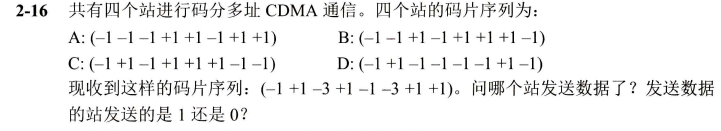 2-16 共有四个站进行码分多址 CDMA 通信。四个站的码片序列为：
A: (–1 –1 –1 +1 +1 –1 +1 +1) B: (–1 –1 +1 –1 +1 +1 +1 –1)
C: (–1 +1 –1 +1 +1 +1 –1 –1) D: (–1 +1 –1 –1 –1 –1 +1 –1)
现收到这样的码片序列：(–1 +1 –3 +1 –1 –3 +1 +1)。问哪个站发送数据了？发送数据
的站发送的是 1 还是 0？